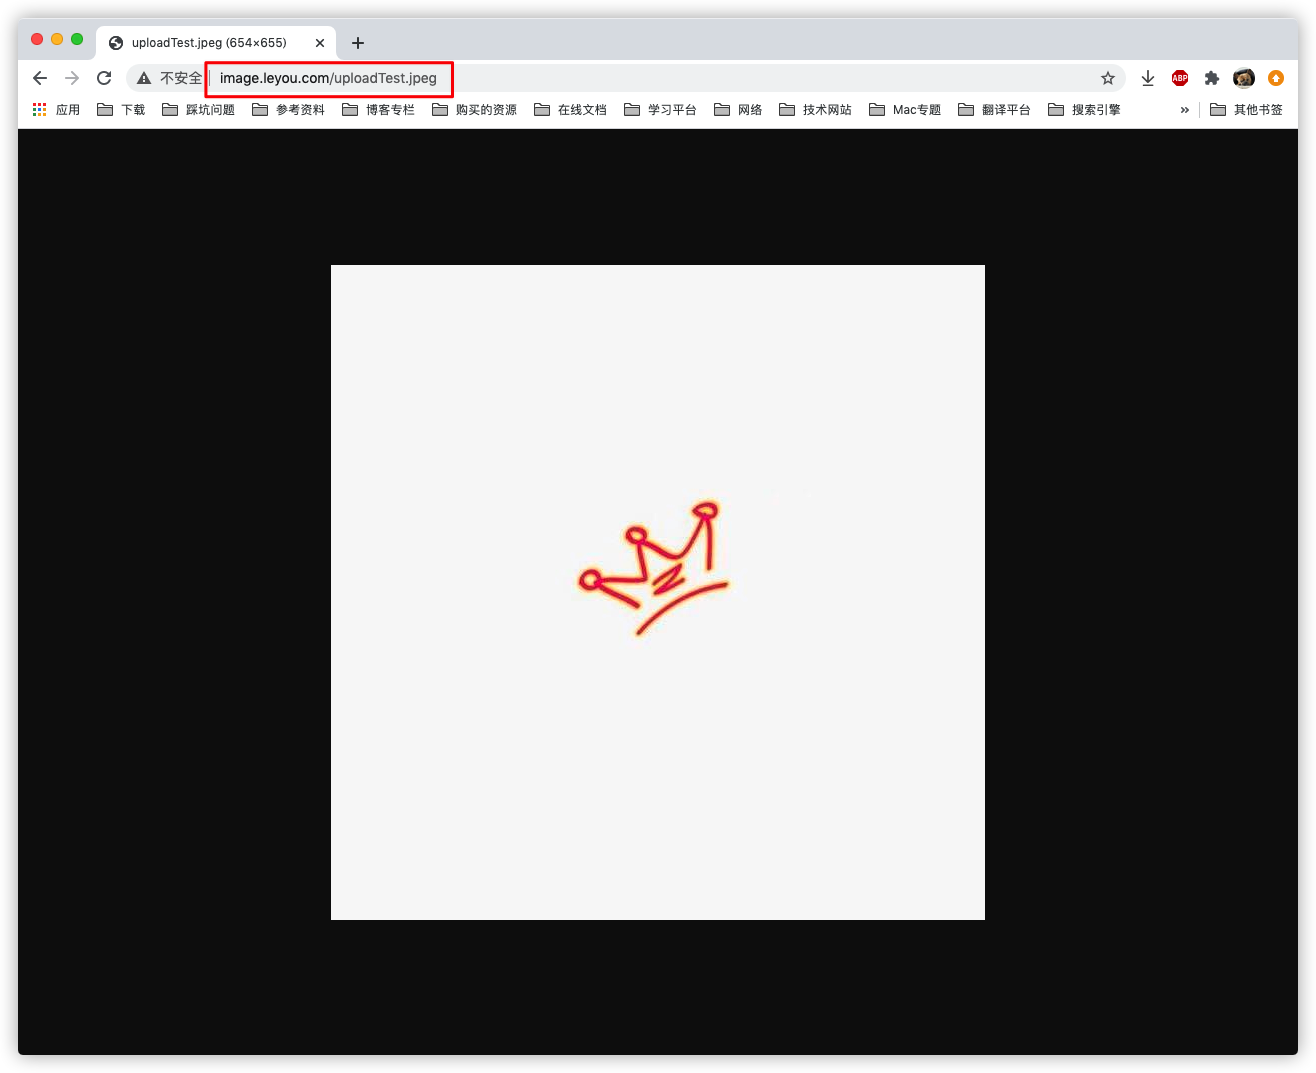 uploadTest.jpeg (654×655)
不安全 image.leyou.com/uploadTest.jpeg ABP
应用 下载 踩坑问题 参考资料 博客专栏 购买的资源 在线文档 学习平台 网络 技术网站 Mac专题 翻译平台 搜索引擎 » 其他书签